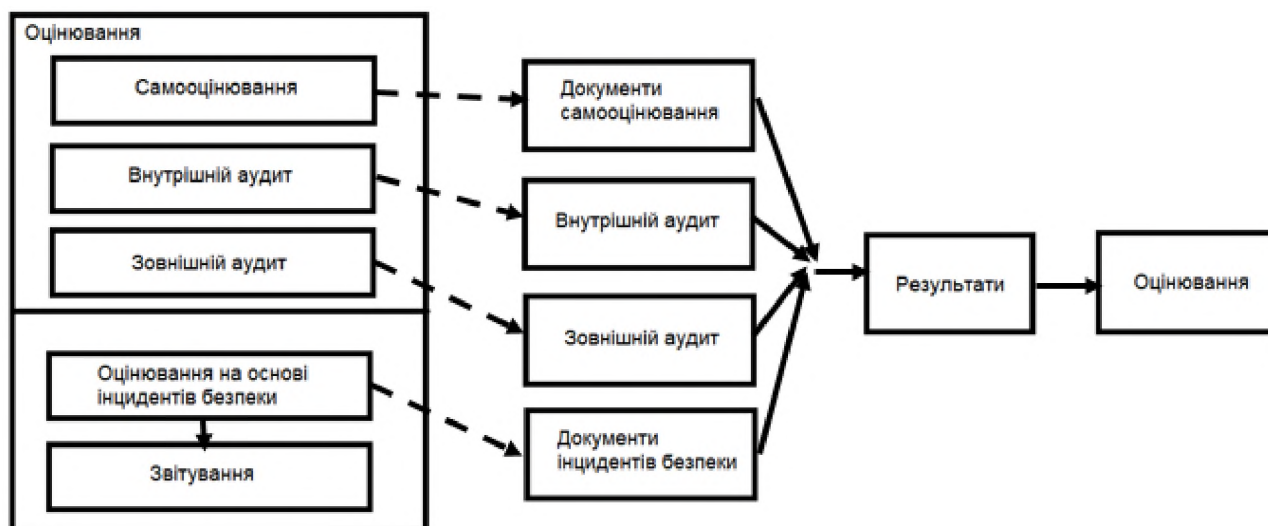 Оцінювання
Самооцінювання
Внутрішній аудит
Зовнішній аудит
Оцінювання на основі
інцидентів безпеки
Звітування
Документи
самооцінювання
Внутрішній аудит
Зовнішній аудит
Документи
інцидентів безпеки
Результати
Оцінювання